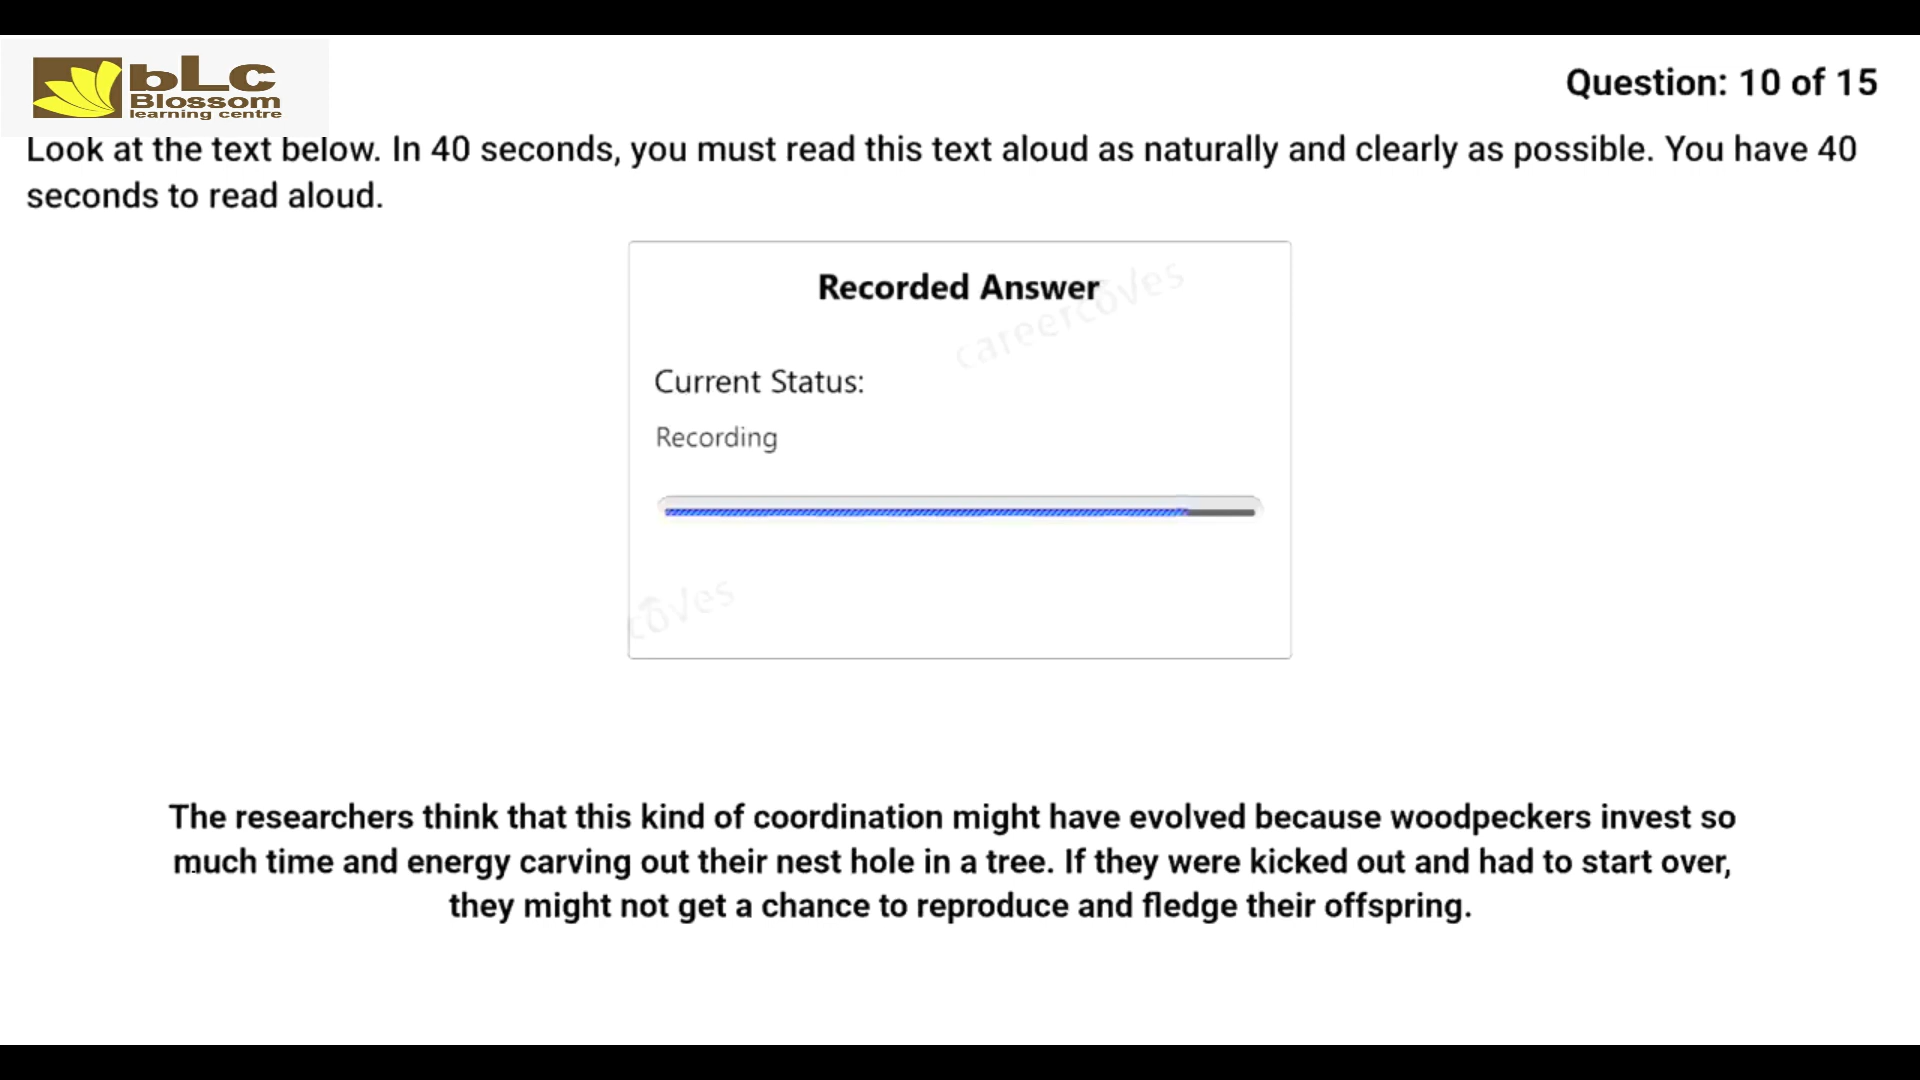 bLc
Blossom
learning centre
Question: 10 of 15
Look at the text below. In 40 seconds, you must read this text aloud as naturally and clearly as possible. You have 40
seconds to read aloud.
Recorded Answer
careercoves
Current Status:
Recording
coves
The researchers think that this kind of coordination might have evolved because woodpeckers invest so
much time and energy carving out their nest hole in a tree. If they were kicked out and had to start over,
they might not get a chance to reproduce and fledge their offspring.